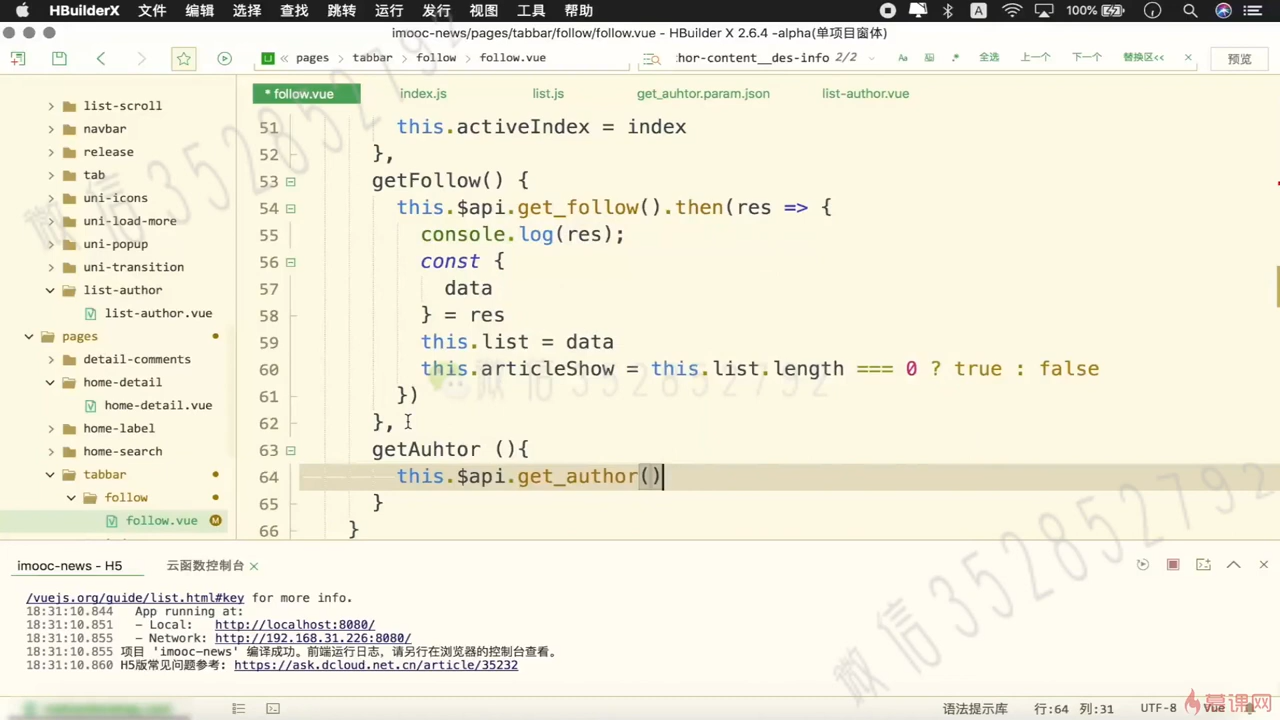 HBuilderX 文件 编辑 选择 查找 跳转 运行 发行 视图 工具 帮助 100%
imooc-news/pages/tabbar/follow/follow.vue - HBuilder X 2.6.4 -alpha(单项目窗体)
pages tabbar follow follow.vue :hor-content__des-info 2/2 Aa 全选 上一个 下一个 替换区<< 预览
* follow.vue index.js list.js get_auhtor.param.json list-author.vue
list-scroll
navbar
release
tab
uni-icons
uni-load-more
uni-popup
uni-transition
list-author
list-author.vue
pages
detail-comments
home-detail
home-detail.vue
home-label
home-search
tabbar
follow
follow.vue M
51 this.activeIndex = index
52 },
53 getFollow() {
54 this.$api.get_follow().then(res => {
55 console.log(res);
56 const {
57 data
58 } = res
59 this.list = data
60 this.articleShow = this.list.length === 0 ? true : false
61 })
62 },
63 getAuhtor (){
64 this.$api.get_author()
65 }
66 }
imooc-news - H5 云函数控制台
/vuejs.org/guide/list.html#key for more info.
18:31:10.844 App running at:
18:31:10.851 - Local: http://localhost:8080/
18:31:10.855 - Network: http://192.168.31.226:8080/
18:31:10.855 项目 'imooc-news' 编译成功。前端运行日志，请另行在浏览器的控制台查看。
18:31:10.860 H5版常见问题参考: https://ask.dcloud.net.cn/article/35232
语法提示库 行:64 列:31 UTF-8 Vue
微信 352852792
微信 352852792
微信 352852792
慕课网